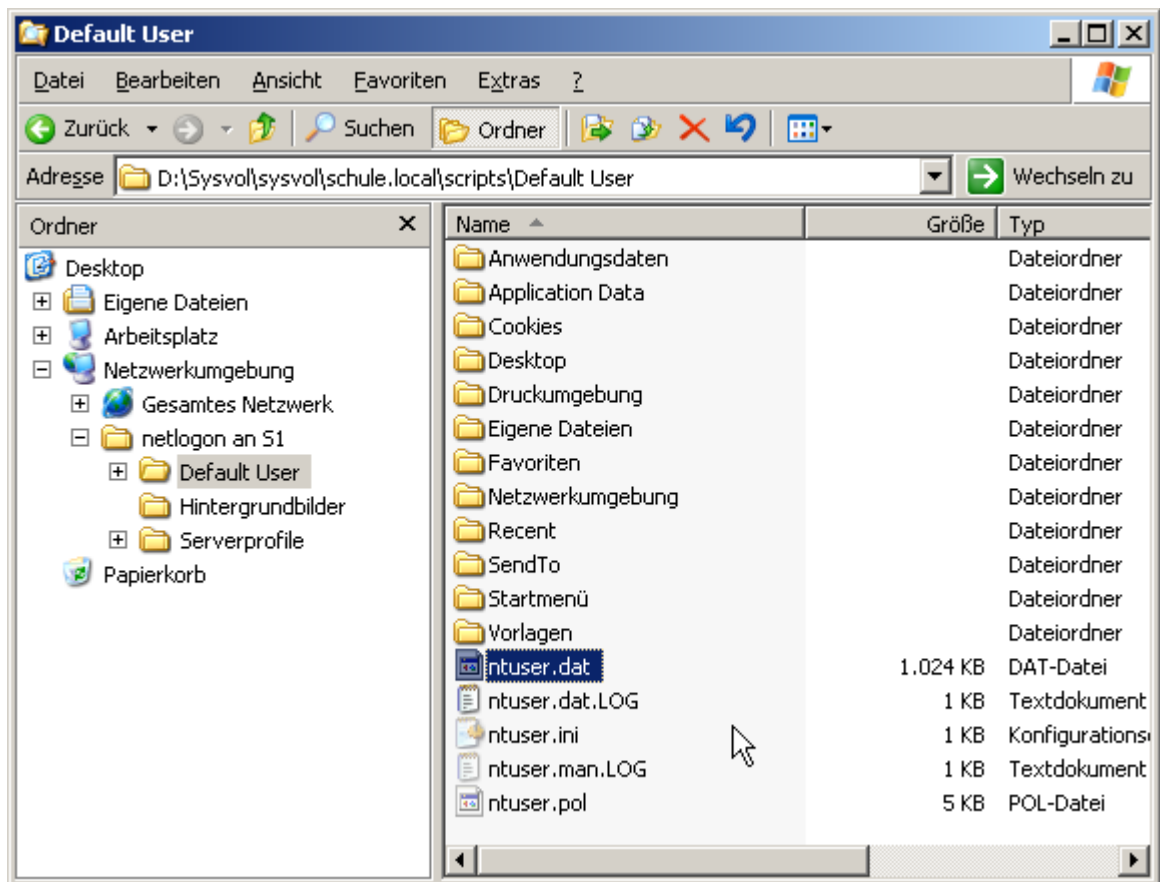 Default User
Datei Bearbeiten Ansicht Favoriten Extras ?
Zurück Suchen Ordner
Adresse D:\Sysvol\sysvol\schule.local\scripts\Default User Wechseln zu
Ordner
Desktop
Eigene Dateien
Arbeitsplatz
Netzwerkumgebung
Gesamtes Netzwerk
netlogon an S1
Default User
Hintergrundbilder
Serverprofile
Papierkorb
Name Größe Typ
Anwendungsdaten Dateiordner
Application Data Dateiordner
Cookies Dateiordner
Desktop Dateiordner
Druckumgebung Dateiordner
Eigene Dateien Dateiordner
Favoriten Dateiordner
Netzwerkumgebung Dateiordner
Recent Dateiordner
SendTo Dateiordner
Startmenü Dateiordner
Vorlagen Dateiordner
ntuser.dat 1.024 KB DAT-Datei
ntuser.dat.LOG 1 KB Textdokument
ntuser.ini 1 KB Konfigurations
ntuser.man.LOG 1 KB Textdokument
ntuser.pol 5 KB POL-Datei